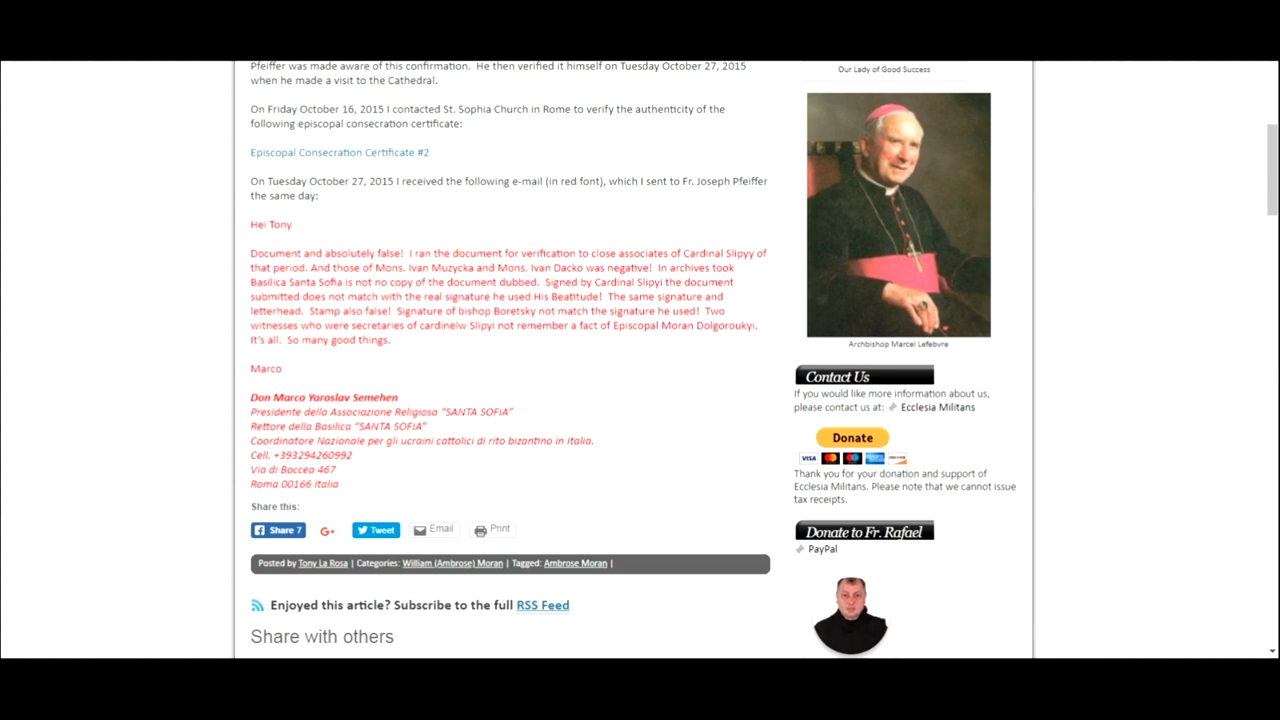 Pfeiffer was made aware of this confirmation.  He then verified it himself on Tuesday October 27, 2015
when he made a visit to the Cathedral.
On Friday October 16, 2015 I contacted St. Sophia Church in Rome to verify the authenticity of the
following episcopal consecration certificate:
Episcopal Consecration Certificate #2
On Tuesday October 27, 2015 I received the following e-mail (in red font), which I sent to Fr. Joseph Pfeiffer
the same day:
Hei Tony
Document and absolutely false!  I ran the document for verification to close associates of Cardinal Slipyy of
that period. And those of Mons. Ivan Muzycka and Mons. Ivan Dacko was negative!  In archives took
Basilica Santa Sofia is not no copy of the document dubbed.  Signed by Cardinal Slipyi the document
submitted does not match with the real signature he used His Beatitude!  The same signature and
letterhead.  Stamp also false!  Signature of bishop Boretsky not match the signature he used!  Two
witnesses who were secretaries of cardinelw Slipyi not remember a fact of Episcopal Moran Dolgoroukyi.
It's all.  So many good things.
Marco
Don Marco Yaroslav Semehen
Presidente della Associazione Religiosa "SANTA SOFIA"
Rettore della Basilica "SANTA SOFIA"
Coordinatore Nazionale per gli ucraini cattolici di rito bizantino in Italia.
Cell. +393294260992
Via di Boccea 467
Roma 00166 Italia
Share this:
Share 7
G+
Tweet
Email
Print
Posted by Tony La Rosa | Categories: William (Ambrose) Moran | Tagged: Ambrose Moran |
Enjoyed this article? Subscribe to the full RSS Feed
Share with others
Our Lady of Good Success
Archbishop Marcel Lefebvre
Contact Us
If you would like more information about us,
please contact us at: Ecclesia Militans
Donate
VISA
Thank you for your donation and support of
Ecclesia Militans. Please note that we cannot issue
tax receipts.
Donate to Fr. Rafael
PayPal